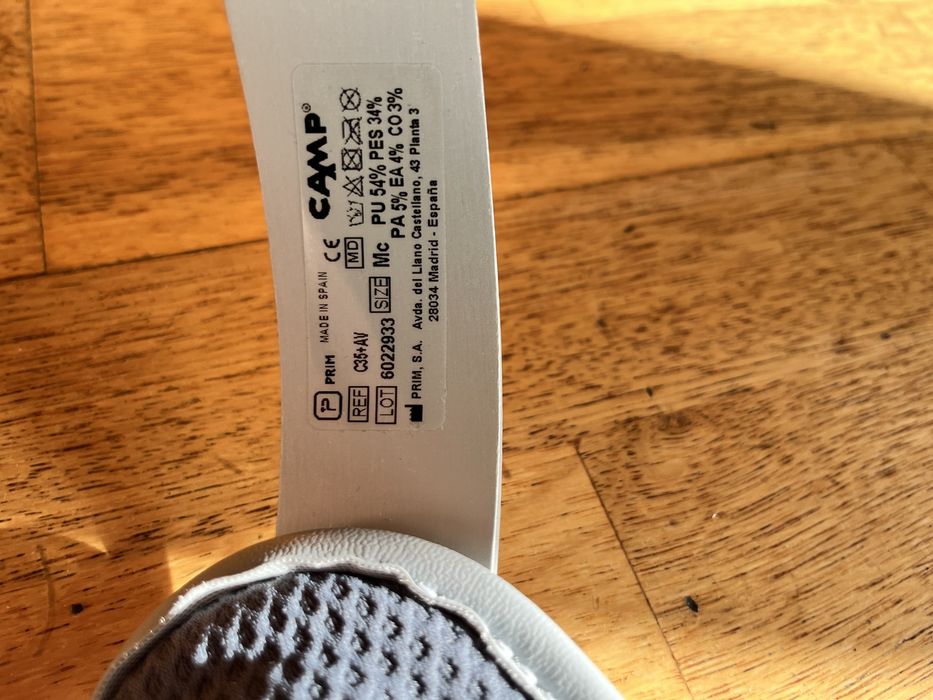 PRIM MADE IN SPAIN CE CAMP®
REF C35+AV MD
LOT 6022933 SIZE Mc PU 54% PES 34%
PA 5% EA 4% CO 3%
PRIM, S.A. Avda. del Llano Castellano, 43 Planta 3
28034 Madrid - España